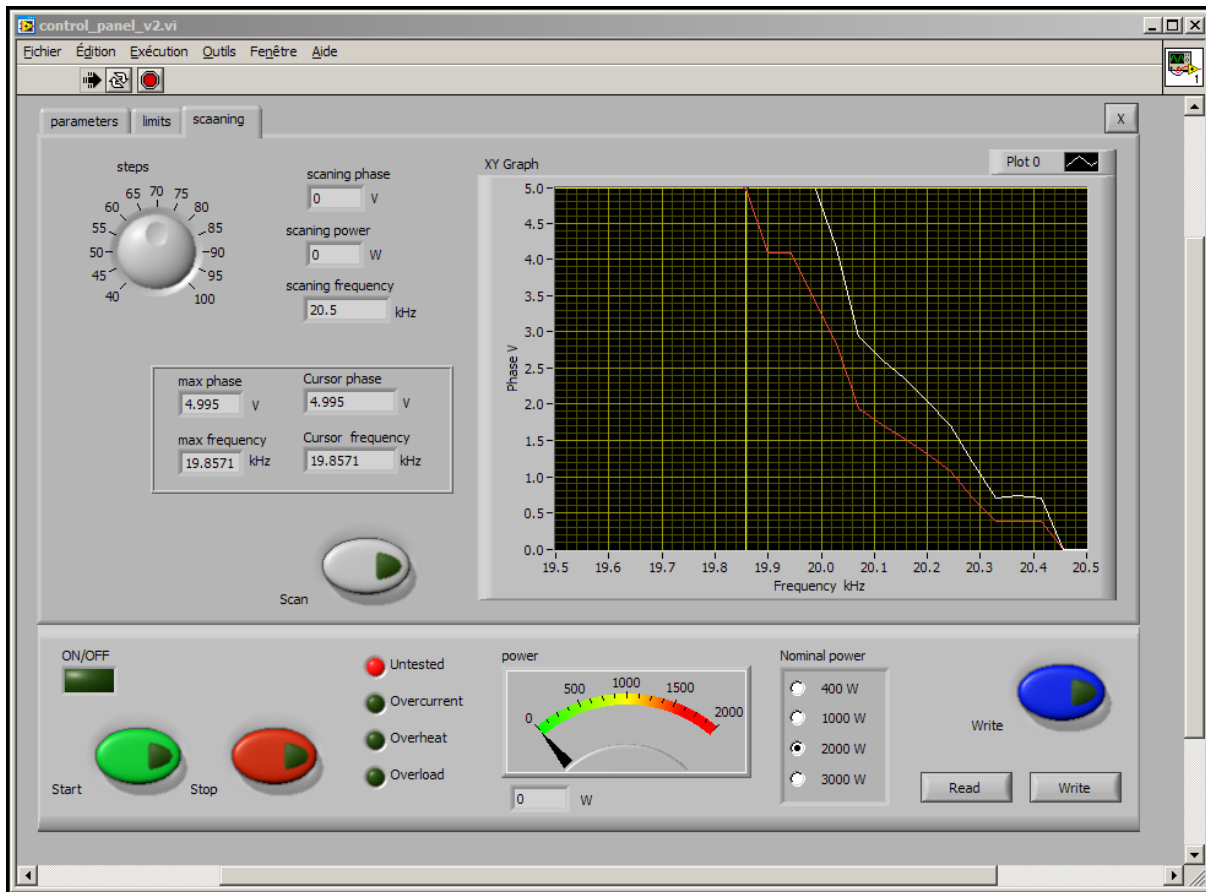 control_panel_v2.vi
Fichier Édition Exécution Outils Fenêtre Aide
1
parameters limits scaaning X
steps
40 45 50 55 60 65 70 75 80 85 90 95 100
scaning phase
0 V
scaning power
0 W
scaning frequency
20.5 kHz
max phase Cursor phase
4.995 V 4.995 V
max frequency Cursor frequency
19.8571 kHz 19.8571 kHz
Scan
XY Graph Plot 0
Phase V
5.0
4.5
4.0
3.5
3.0
2.5
2.0
1.5
1.0
0.5
0.0
19.5 19.6 19.7 19.8 19.9 20.0 20.1 20.2 20.3 20.4 20.5
Frequency kHz
ON/OFF
Start
Stop
Untested
Overcurrent
Overheat
Overload
power
0 500 1000 1500 2000
0 W
Nominal power
400 W
1000 W
2000 W
3000 W
Write
Read Write